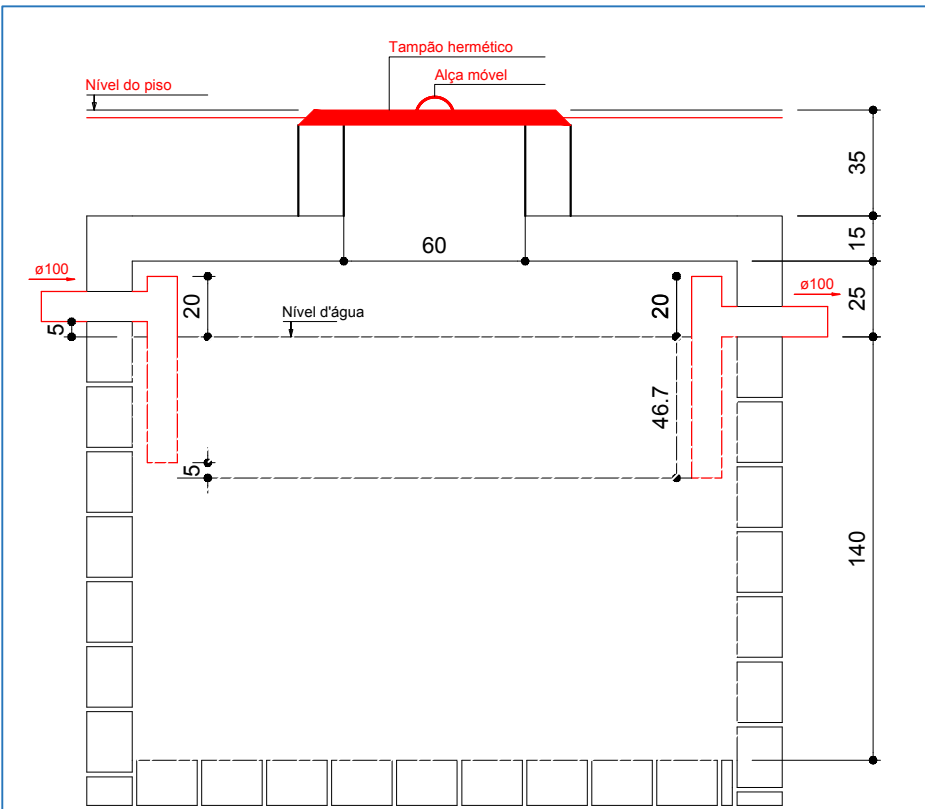 Tampão hermético
Alça móvel
Nível do piso
35
15
60
ø100
ø100
20
20
25
Nível d'água
5
46.7
5
140